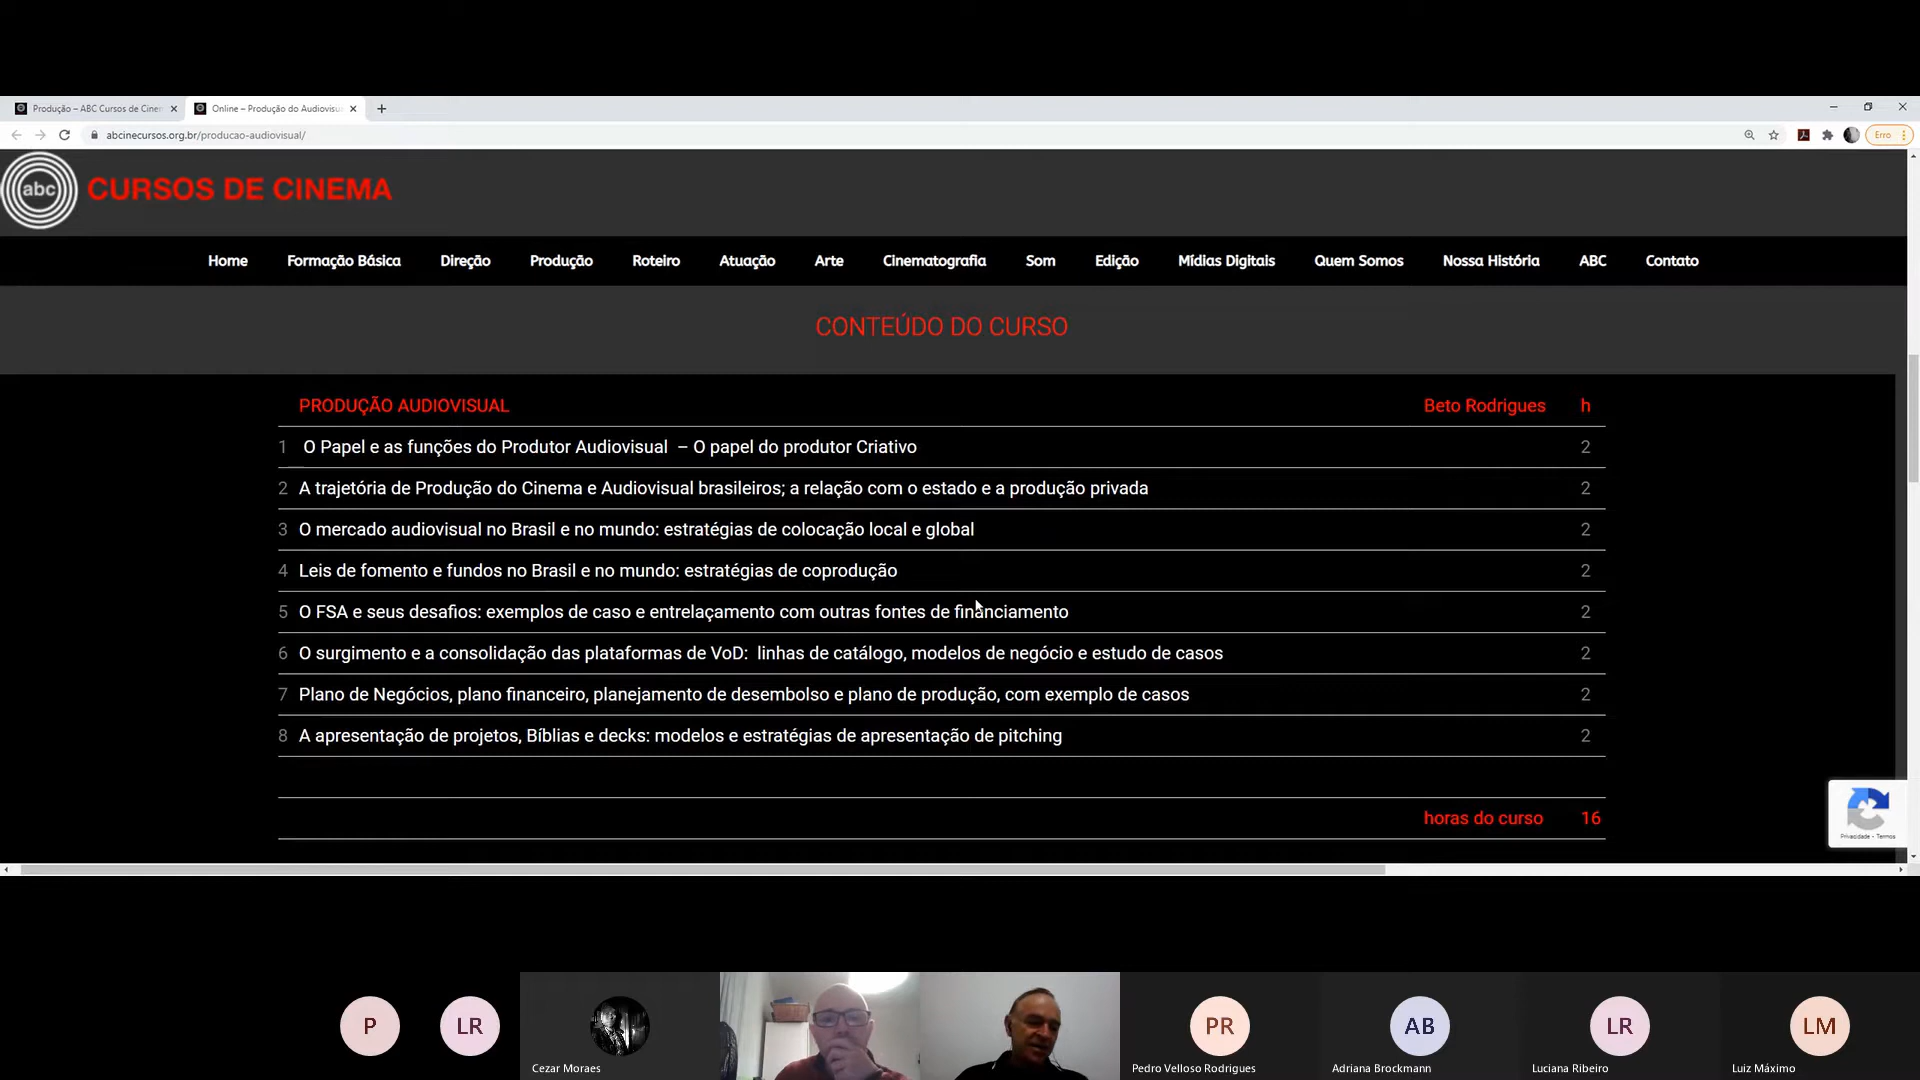 Produção – ABC Cursos de Cinem
Online – Produção do Audiovisua
abcinecursos.org.br/producao-audiovisual/
Erro
abc
CURSOS DE CINEMA
Home Formação Básica Direção Produção Roteiro Atuação Arte Cinematografia Som Edição Mídias Digitais Quem Somos Nossa História ABC Contato
CONTEÚDO DO CURSO
PRODUÇÃO AUDIOVISUAL Beto Rodrigues h
1 O Papel e as funções do Produtor Audiovisual – O papel do produtor Criativo 2
2 A trajetória de Produção do Cinema e Audiovisual brasileiros; a relação com o estado e a produção privada 2
3 O mercado audiovisual no Brasil e no mundo: estratégias de colocação local e global 2
4 Leis de fomento e fundos no Brasil e no mundo: estratégias de coprodução 2
5 O FSA e seus desafios: exemplos de caso e entrelaçamento com outras fontes de financiamento 2
6 O surgimento e a consolidação das plataformas de VoD: linhas de catálogo, modelos de negócio e estudo de casos 2
7 Plano de Negócios, plano financeiro, planejamento de desembolso e plano de produção, com exemplo de casos 2
8 A apresentação de projetos, Bíblias e decks: modelos e estratégias de apresentação de pitching 2
horas do curso 16
Privacidade - Termos
P LR PR AB LR LM
Cezar Moraes Pedro Velloso Rodrigues Adriana Brockmann Luciana Ribeiro Luiz Máximo